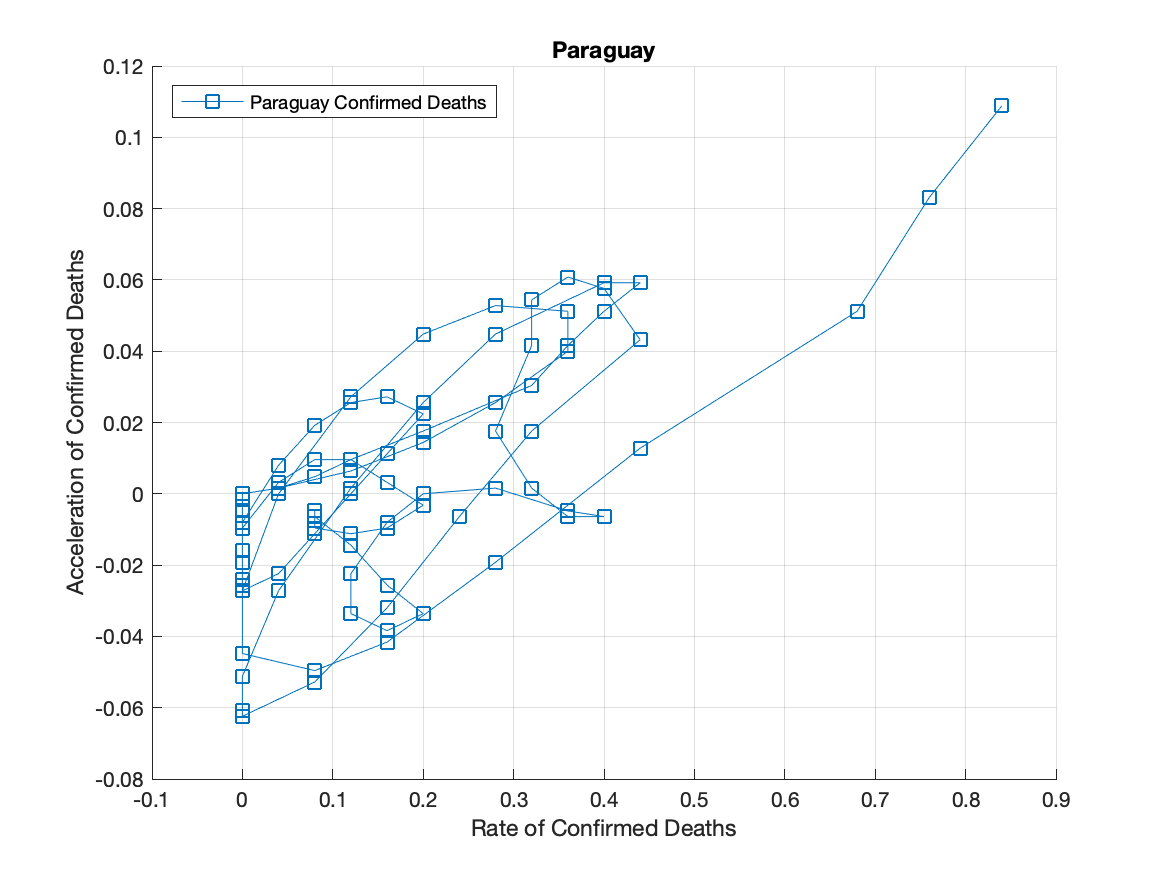 Paraguay
0.12
Paraguay Confirmed Deaths
0.1
0.08
0.06
0.04
0.02
0
-0.02
-0.04
-0.06
-0.08
Acceleration of Confirmed Deaths
-0.1 0 0.1 0.2 0.3 0.4 0.5 0.6 0.7 0.8 0.9
Rate of Confirmed Deaths